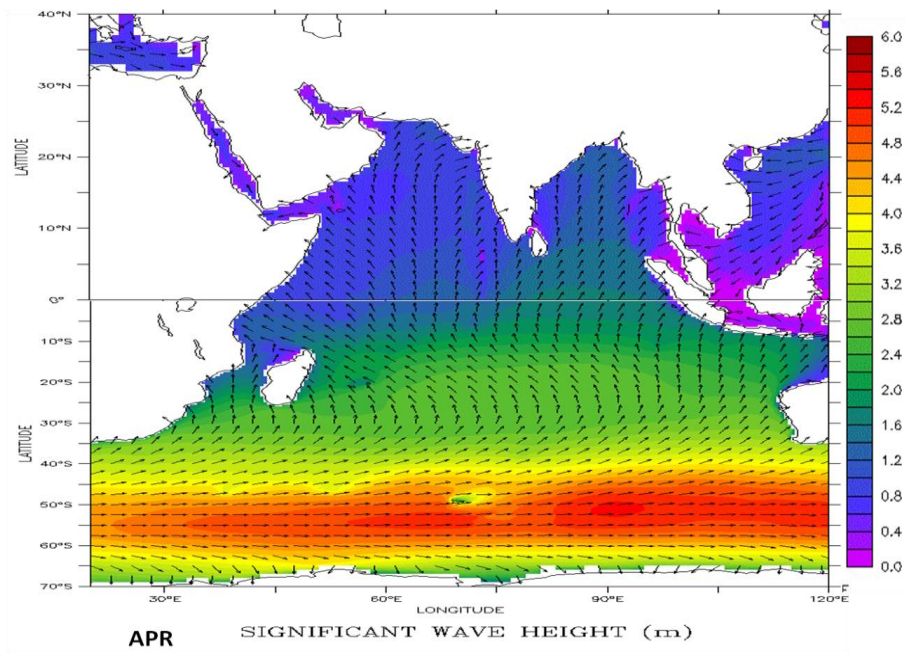 40°N
30°N
20°N
10°N
0°
10°S
20°S
30°S
40°S
50°S
60°S
70°S
LATITUDE
LATITUDE
30°E
60°E
90°E
120°E
LONGITUDE
APR
SIGNIFICANT WAVE HEIGHT (m)
6.0
5.6
5.2
4.8
4.4
4.0
3.6
3.2
2.8
2.4
2.0
1.6
1.2
0.8
0.4
0.0